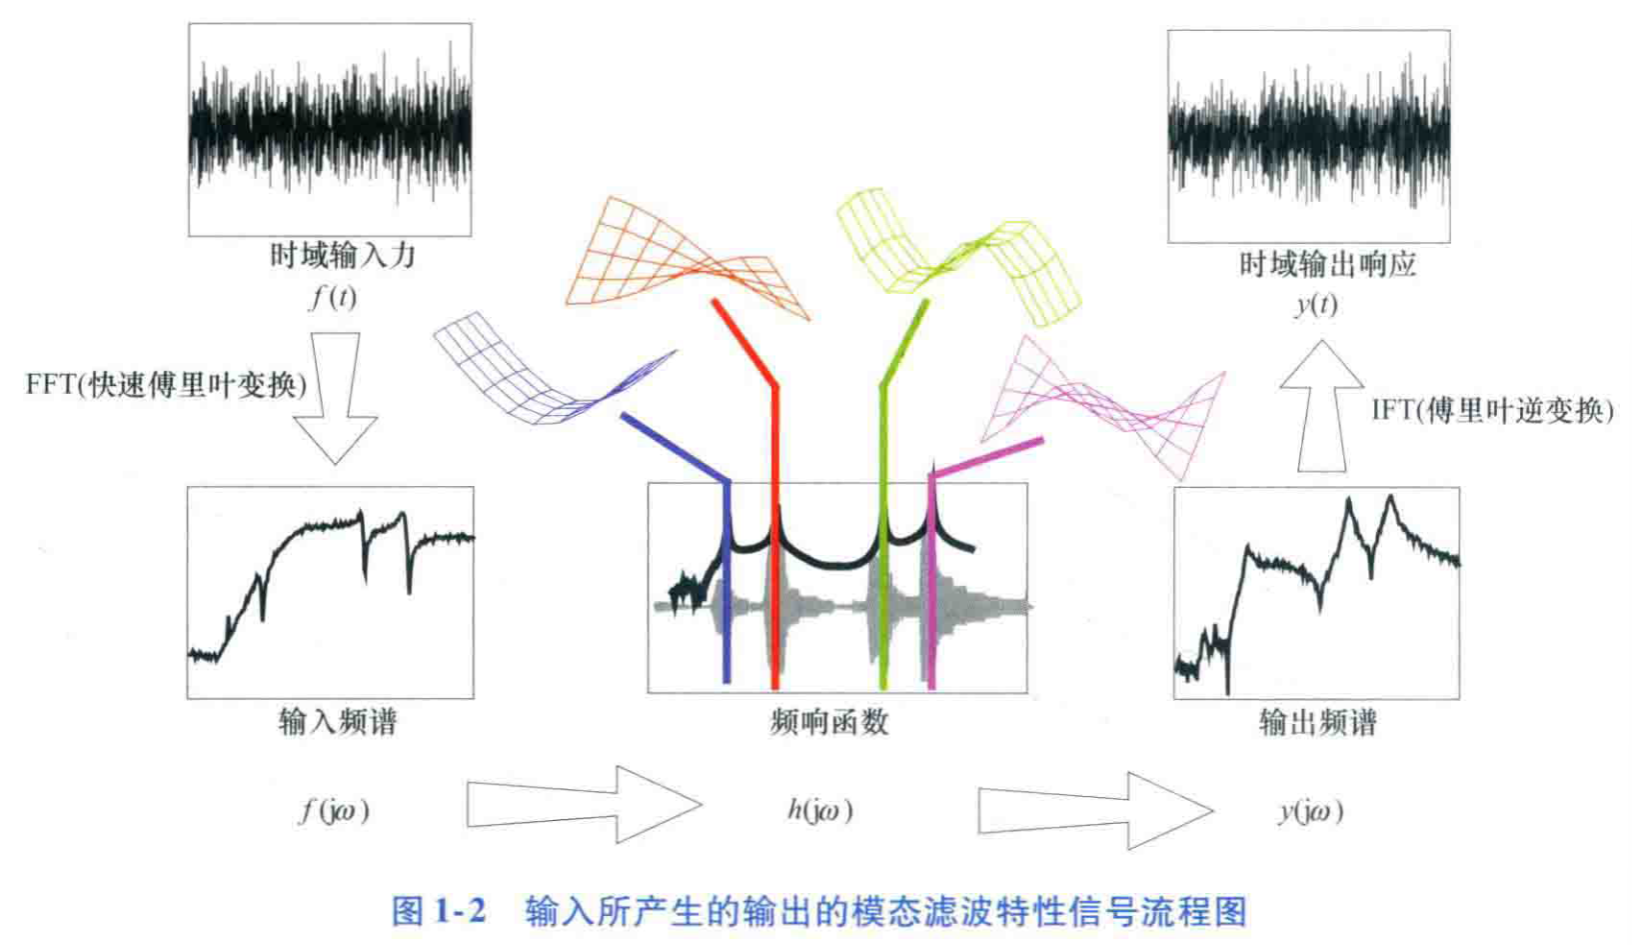 时域输入力
f(t)
时域输出响应
y(t)
FFT(快速傅里叶变换)
IFT(傅里叶逆变换)
输入频谱
频响函数
输出频谱
f(jω)
h(jω)
y(jω)
图 1-2 输入所产生的输出的模态滤波特性信号流程图